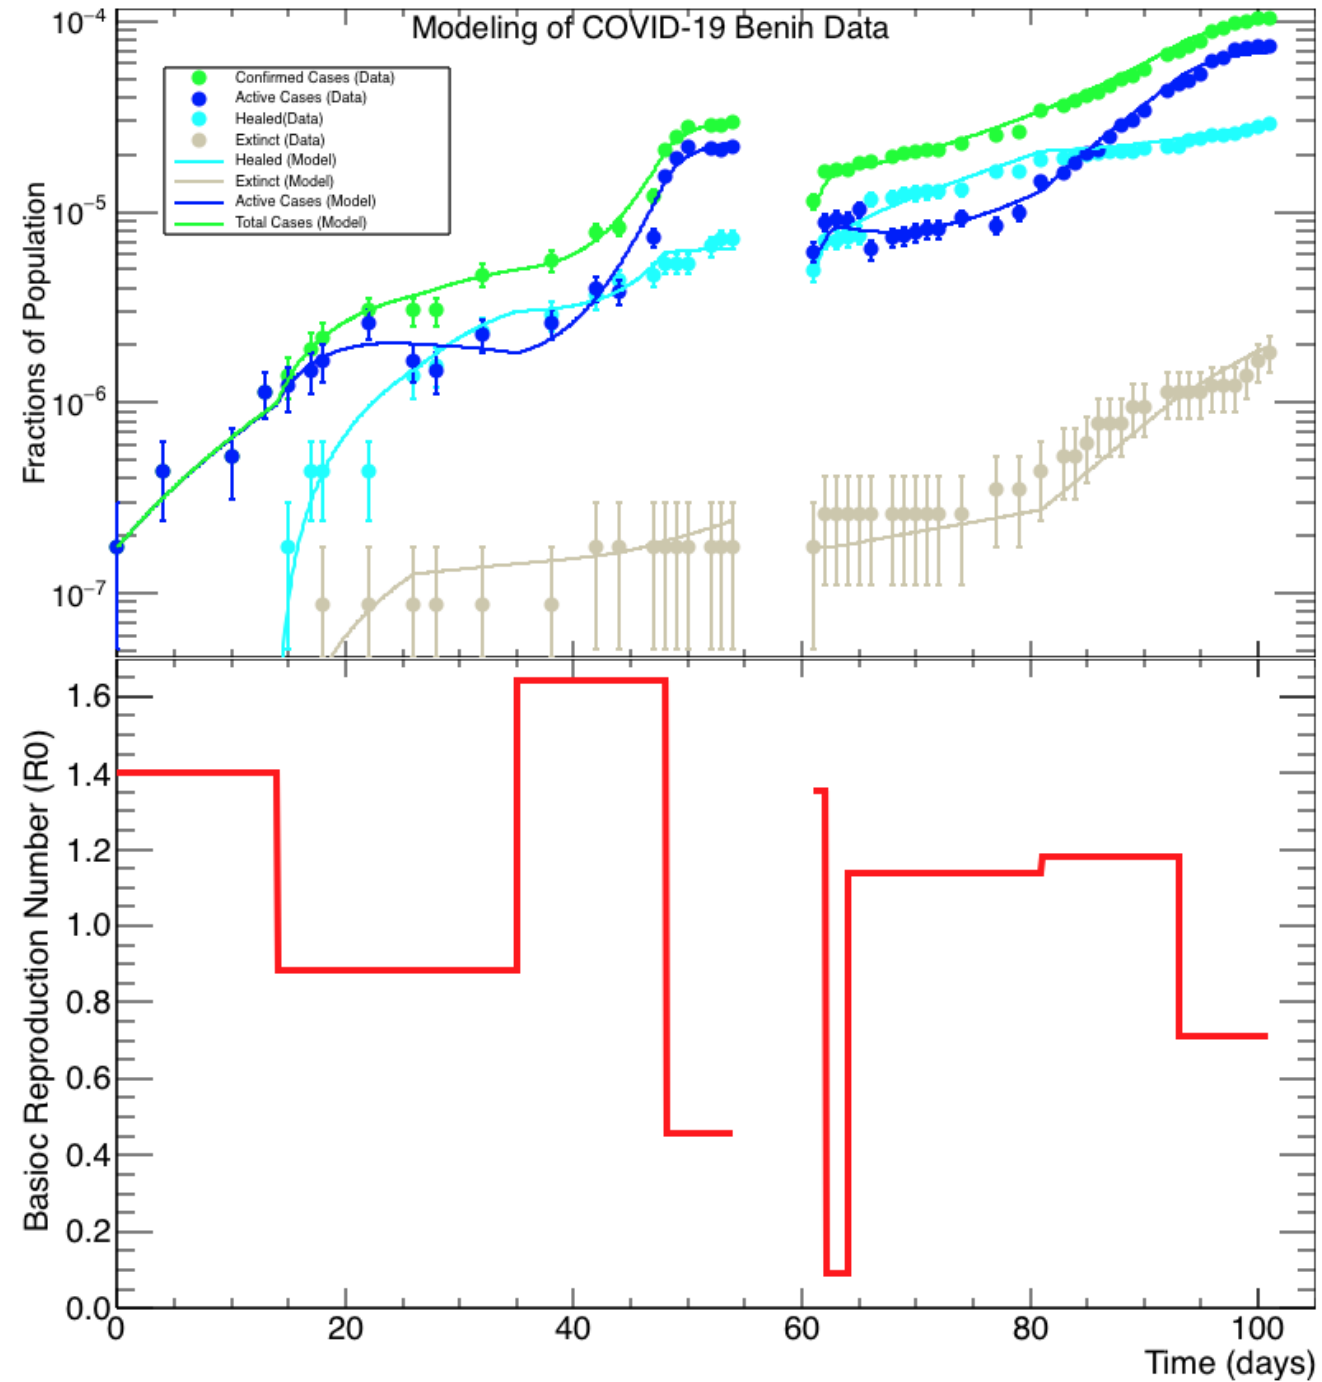 Modeling of COVID-19 Benin Data
Confirmed Cases (Data)
Active Cases (Data)
Healed(Data)
Extinct (Data)
Healed (Model)
Extinct (Model)
Active Cases (Model)
Total Cases (Model)
Fractions of Population
10⁻⁴
10⁻⁵
10⁻⁶
10⁻⁷
Basioc Reproduction Number (R0)
1.6
1.4
1.2
1.0
0.8
0.6
0.4
0.2
0.0
0 20 40 60 80 100
Time (days)